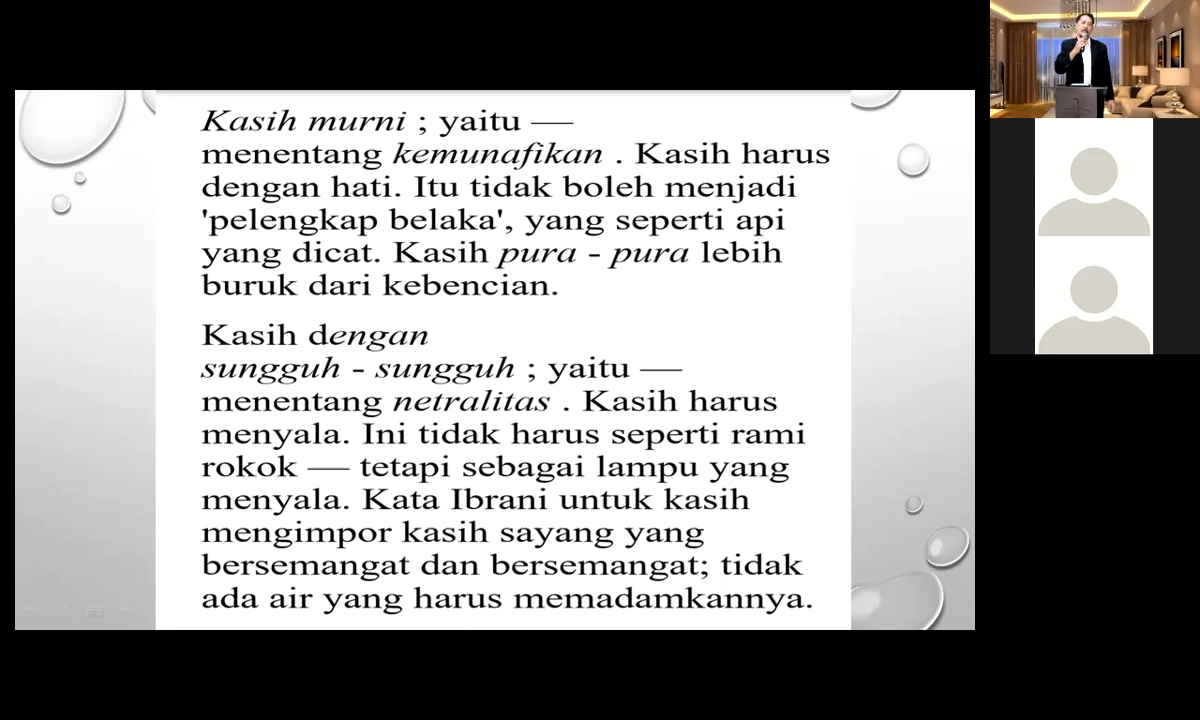 Kasih murni ; yaitu —
menentang kemunafikan . Kasih harus
dengan hati. Itu tidak boleh menjadi
'pelengkap belaka', yang seperti api
yang dicat. Kasih pura - pura lebih
buruk dari kebencian.
Kasih dengan
sungguh - sungguh ; yaitu —
menentang netralitas . Kasih harus
menyala. Ini tidak harus seperti rami
rokok — tetapi sebagai lampu yang
menyala. Kata Ibrani untuk kasih
mengimpor kasih sayang yang
bersemangat dan bersemangat; tidak
ada air yang harus memadamkannya.